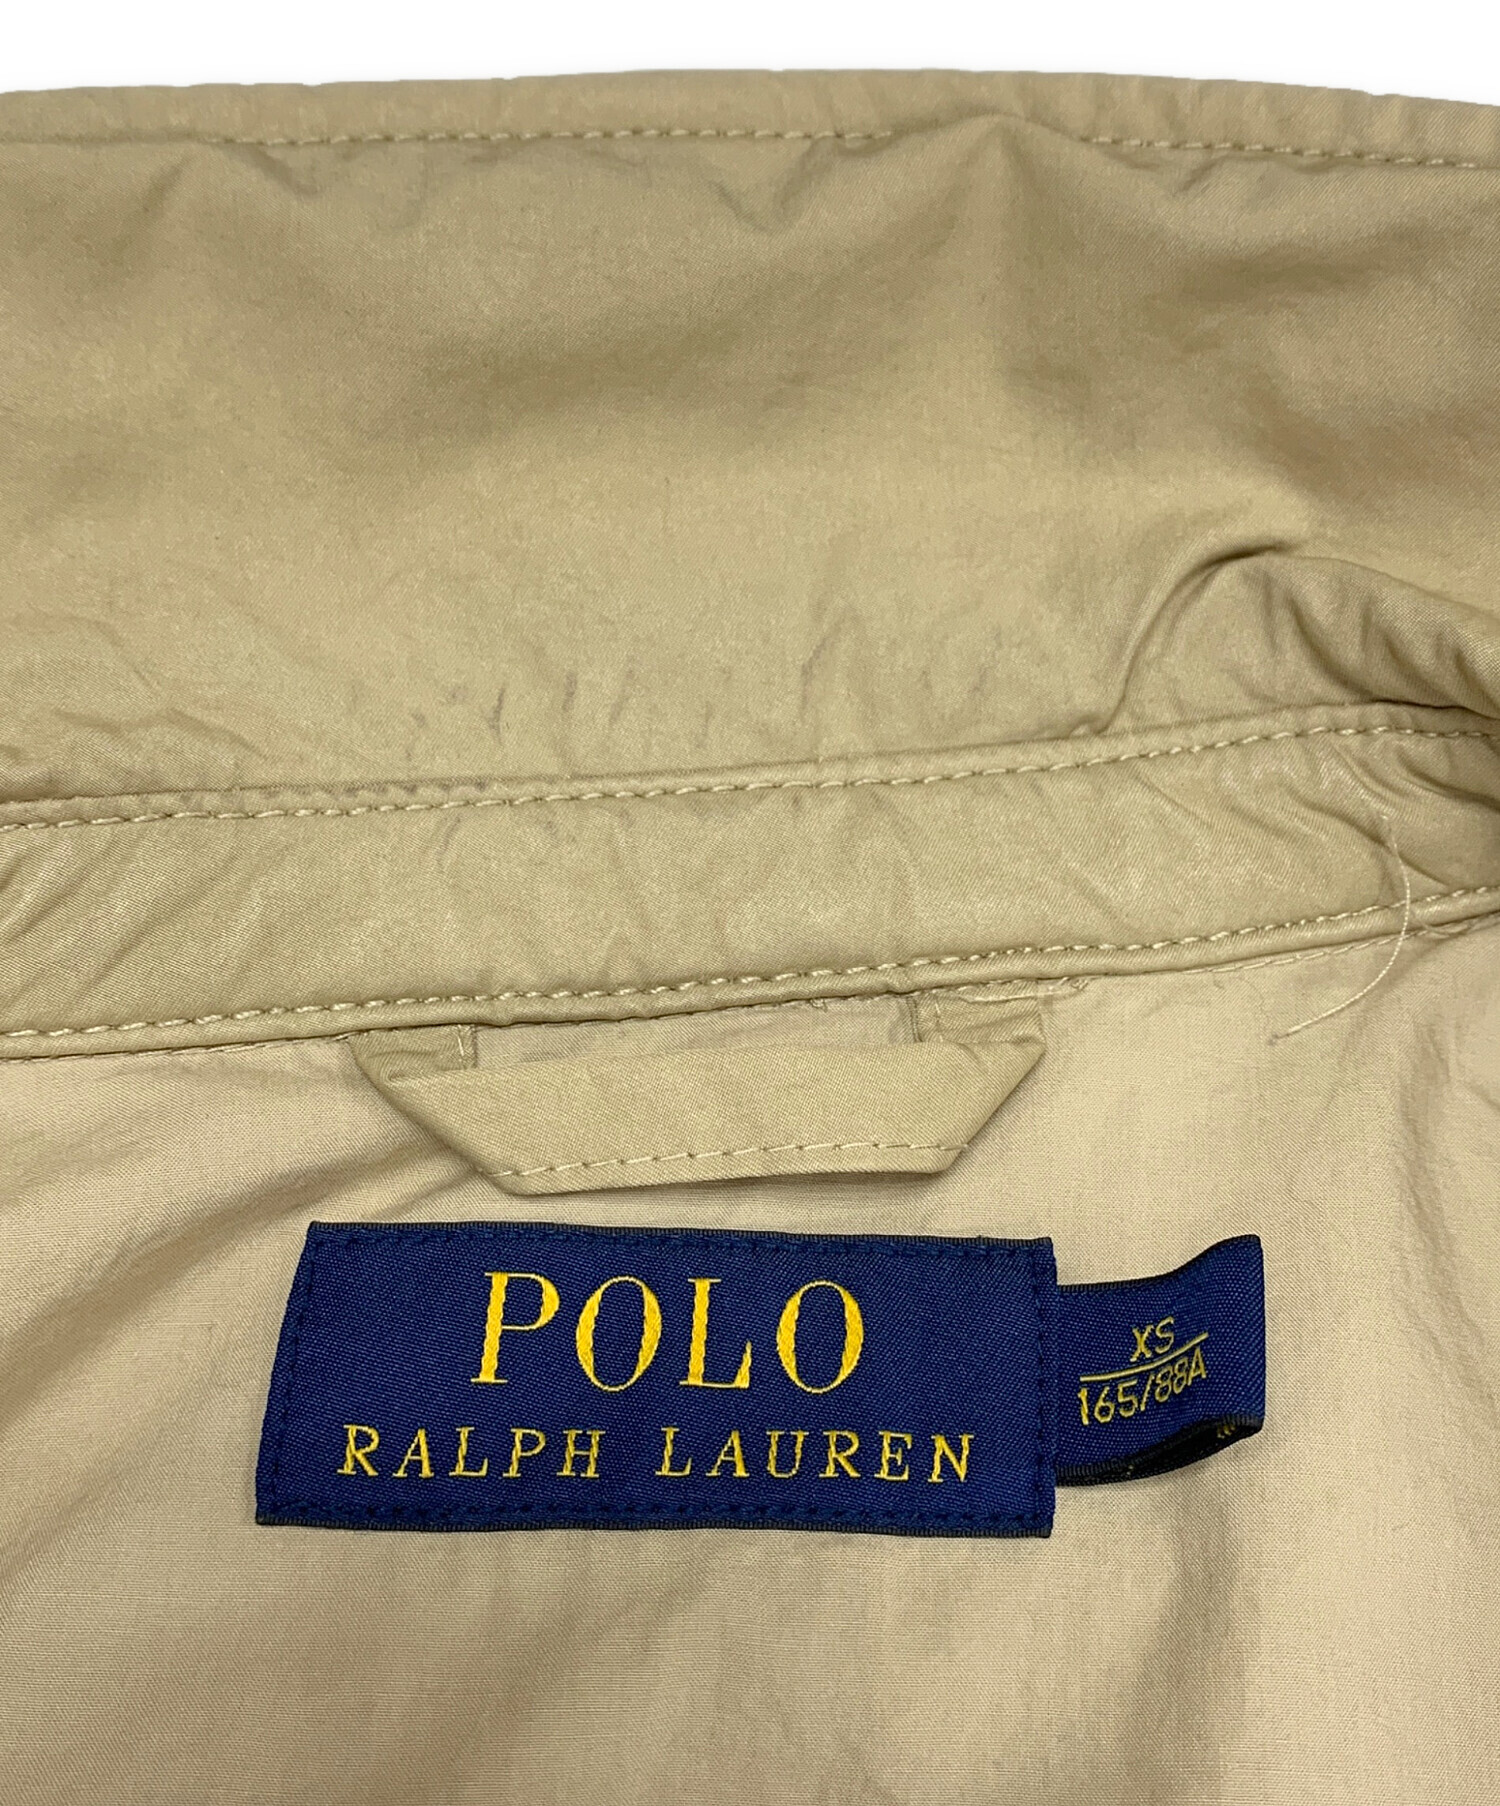 POLO
RALPH LAUREN
XS
165/88A